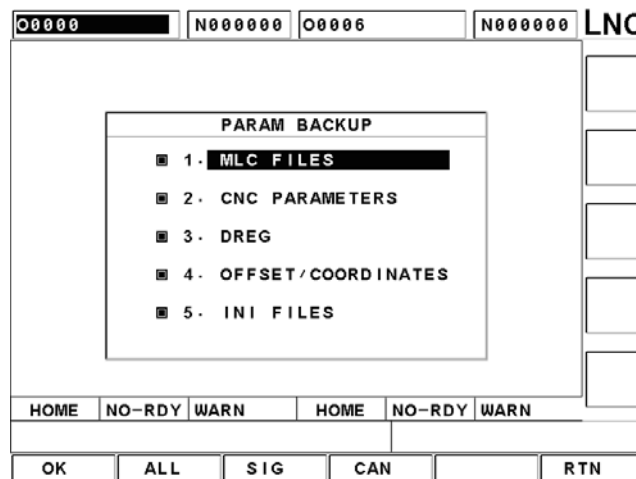 O0000 N000000 O0006 N000000 LNC
PARAM BACKUP
1. MLC FILES
2. CNC PARAMETERS
3. DREG
4. OFFSET/COORDINATES
5. INI FILES
HOME NO-RDY WARN HOME NO-RDY WARN
OK ALL SIG CAN RTN